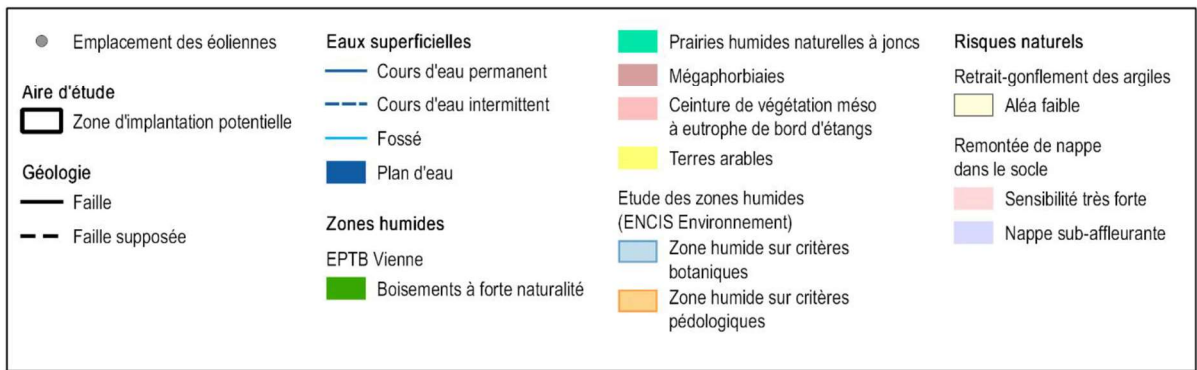 Emplacement des éoliennes
Aire d'étude
Zone d'implantation potentielle
Géologie
Faille
Faille supposée
Eaux superficielles
Cours d'eau permanent
Cours d'eau intermittent
Fossé
Plan d'eau
Zones humides
EPTB Vienne
Boisements à forte naturalité
Prairies humides naturelles à joncs
Mégaphorbiaies
Ceinture de végétation méso
à eutrophe de bord d'étangs
Terres arables
Etude des zones humides
(ENCIS Environnement)
Zone humide sur critères
botaniques
Zone humide sur critères
pédologiques
Risques naturels
Retrait-gonflement des argiles
Aléa faible
Remontée de nappe
dans le socle
Sensibilité très forte
Nappe sub-affleurante